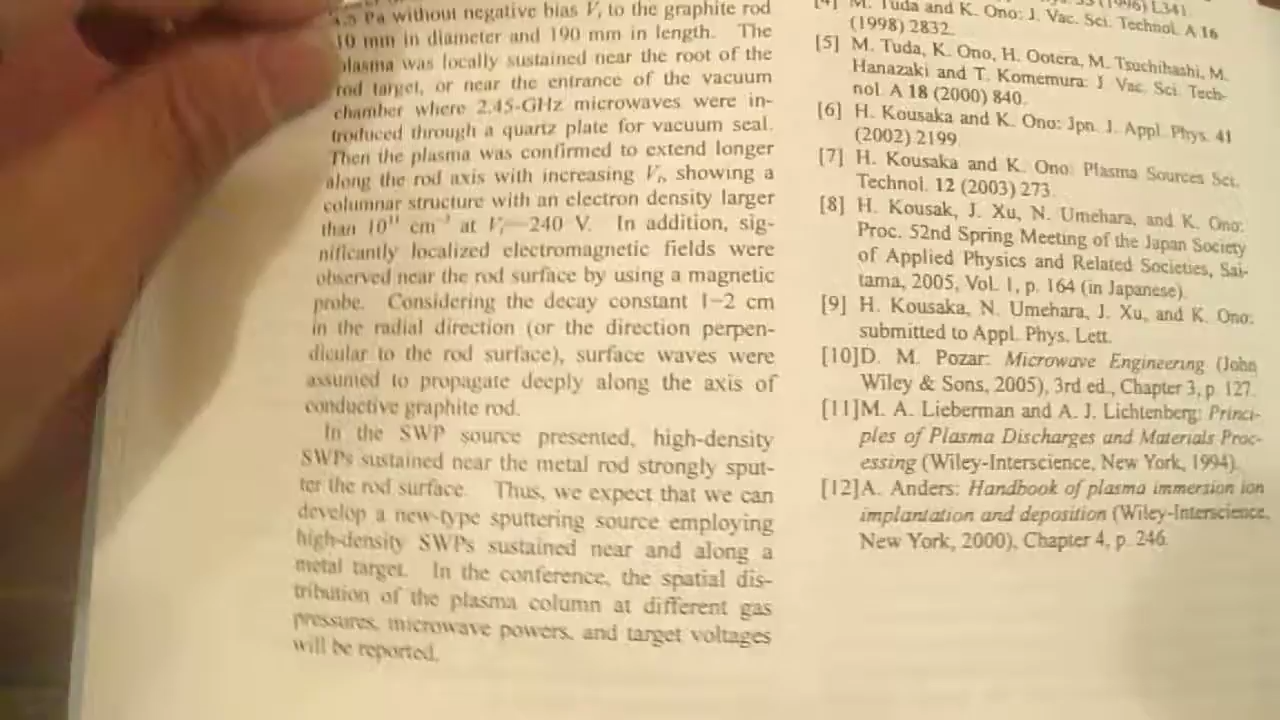 4.5 Pa without negative bias Vr to the graphite rod
10 mm in diameter and 190 mm in length. The
plasma was locally sustained near the root of the
rod target, or near the entrance of the vacuum
chamber where 2.45-GHz microwaves were in-
troduced through a quartz plate for vacuum seal.
Then the plasma was confirmed to extend longer
along the rod axis with increasing Vr, showing a
columnar structure with an electron density larger
than 10¹¹ cm⁻³ at Vr=-240 V. In addition, sig-
nificantly localized electromagnetic fields were
observed near the rod surface by using a magnetic
probe. Considering the decay constant 1-2 cm
in the radial direction (or the direction perpen-
dicular to the rod surface), surface waves were
assumed to propagate deeply along the axis of
conductive graphite rod.
In the SWP source presented, high-density
SWPs sustained near the metal rod strongly sput-
ter the rod surface. Thus, we expect that we can
develop a new-type sputtering source employing
high-density SWPs sustained near and along a
metal target. In the conference, the spatial dis-
tribution of the plasma column at different gas
pressures, microwave powers, and target voltages
will be reported.
(1996) L341.
[4] M. Tuda and K. Ono: J. Vac. Sci. Technol. A 16
(1998) 2832.
[5] M. Tuda, K. Ono, H. Ootera, M. Tsuchihashi, M.
Hanazaki and T. Komemura: J. Vac. Sci. Tech-
nol. A 18 (2000) 840.
[6] H. Kousaka and K. Ono: Jpn. J. Appl. Phys. 41
(2002) 2199.
[7] H. Kousaka and K. Ono: Plasma Sources Sci.
Technol. 12 (2003) 273.
[8] H. Kousak, J. Xu, N. Umehara, and K. Ono:
Proc. 52nd Spring Meeting of the Japan Society
of Applied Physics and Related Societies, Sai-
tama, 2005, Vol. 1, p. 164 (in Japanese).
[9] H. Kousaka, N. Umehara, J. Xu, and K. Ono:
submitted to Appl. Phys. Lett.
[10]D. M. Pozar: Microwave Engineering (John
Wiley & Sons, 2005), 3rd ed., Chapter 3, p. 127.
[11]M. A. Lieberman and A. J. Lichtenberg: Princi-
ples of Plasma Discharges and Materials Proc-
essing (Wiley-Interscience, New York, 1994).
[12]A. Anders: Handbook of plasma immersion ion
implantation and deposition (Wiley-Interscience,
New York, 2000), Chapter 4, p. 246.